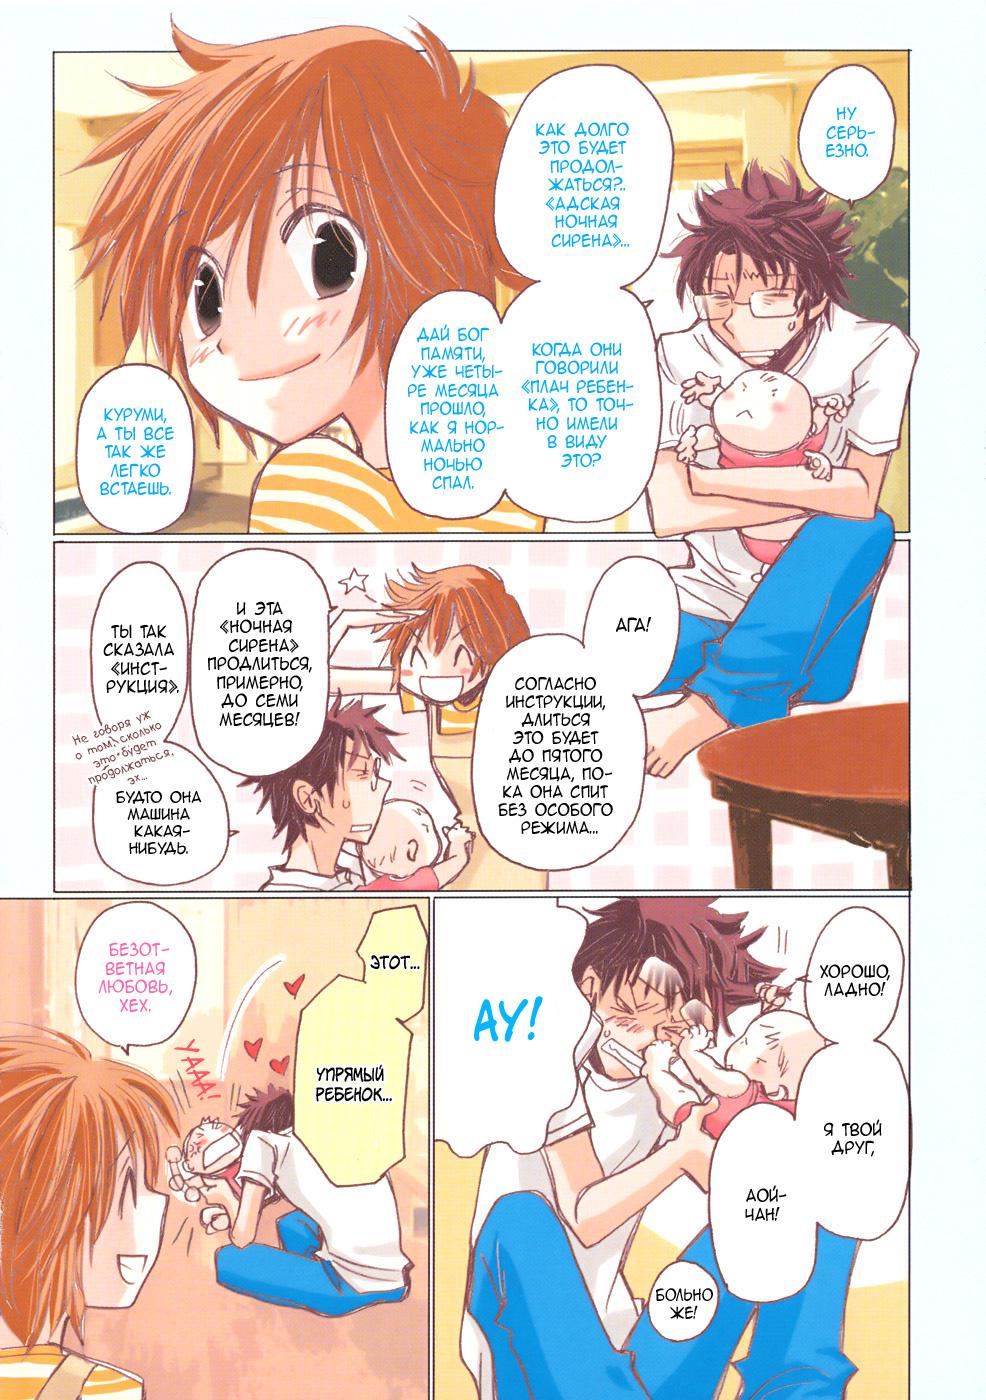 НУ
СЕРЬ-
ЕЗНО.
КАК ДОЛГО
ЭТО БУДЕТ
ПРОДОЛ-
ЖАТЬСЯ?..
《АДСКАЯ
НОЧНАЯ
СИРЕНА》...
КОГДА ОНИ
ГОВОРИЛИ
《ПЛАЧ РЕБЕН-
КА》, ТО ТОЧ-
НО ИМЕЛИ
В ВИДУ
ЭТО?
ДАЙ БОГ
ПАМЯТИ,
УЖЕ ЧЕТЫ-
РЕ МЕСЯЦА
ПРОШЛО,
КАК Я НОР-
МАЛЬНО
НОЧЬЮ
СПАЛ.
КУРУМИ,
А ТЫ ВСЕ
ТАК ЖЕ
ЛЕГКО
ВСТАЕШЬ.
АГА!
СОГЛАСНО
ИНСТРУКЦИИ,
ДЛИТЬСЯ
ЭТО БУДЕТ
ДО ПЯТОГО
МЕСЯЦА, ПО-
КА ОНА СПИТ
БЕЗ ОСОБОГО
РЕЖИМА...
И ЭТА
《НОЧНАЯ
СИРЕНА》
ПРОДЛИТЬСЯ,
ПРИМЕРНО,
ДО СЕМИ
МЕСЯЦЕВ!
ТЫ ТАК
СКАЗАЛА
《ИНСТ-
РУКЦИЯ》.
Не говоря уж
о том, сколько
это будет
продолжаться,
эх...
БУДТО ОНА
МАШИНА
КАКАЯ-
НИБУДЬ.
ХОРОШО,
ЛАДНО!
Я ТВОЙ
ДРУГ,
АОЙ-
ЧАН!
АУ!
БОЛЬНО
ЖЕ!
ЭТОТ...
УПРЯМЫЙ
РЕБЕНОК...
УААА!
БЕЗОТ-
ВЕТНАЯ
ЛЮБОВЬ,
ХЕХ.